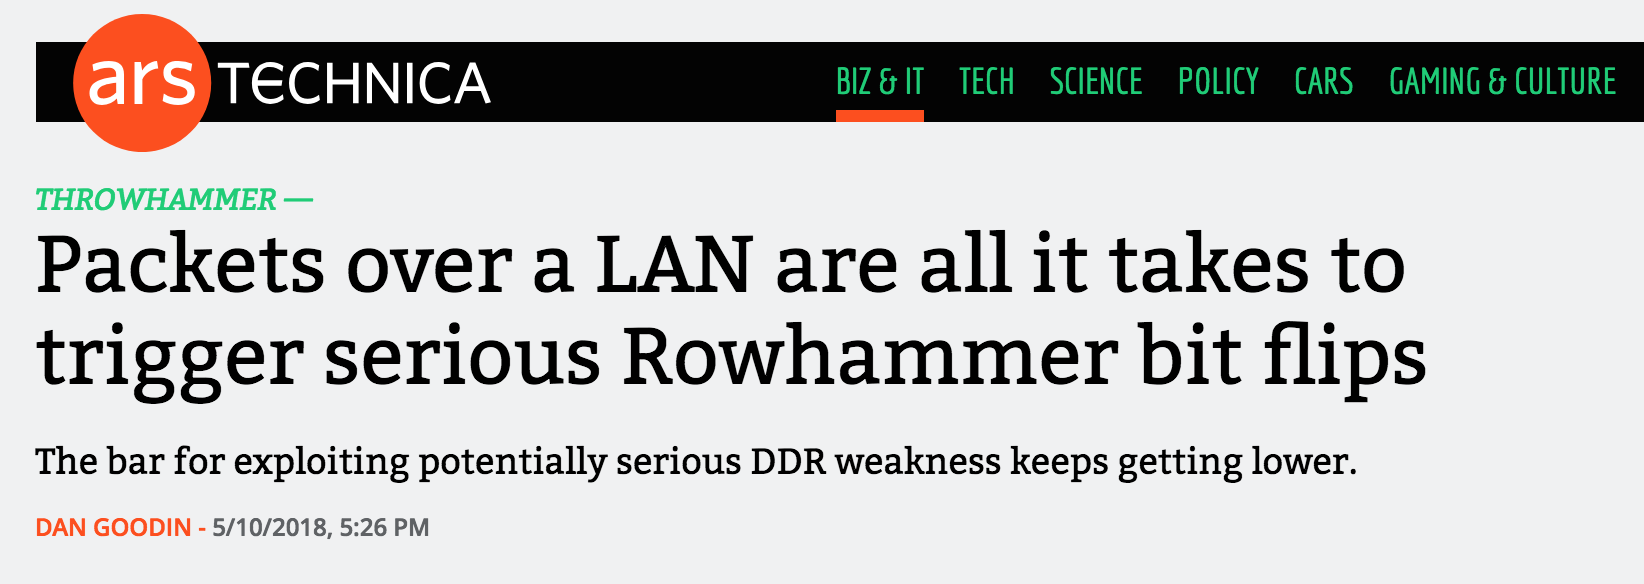 ars TECHNICA
BIZ & IT TECH SCIENCE POLICY CARS GAMING & CULTURE
THROWHAMMER —
Packets over a LAN are all it takes to
trigger serious Rowhammer bit flips
The bar for exploiting potentially serious DDR weakness keeps getting lower.
DAN GOODIN - 5/10/2018, 5:26 PM